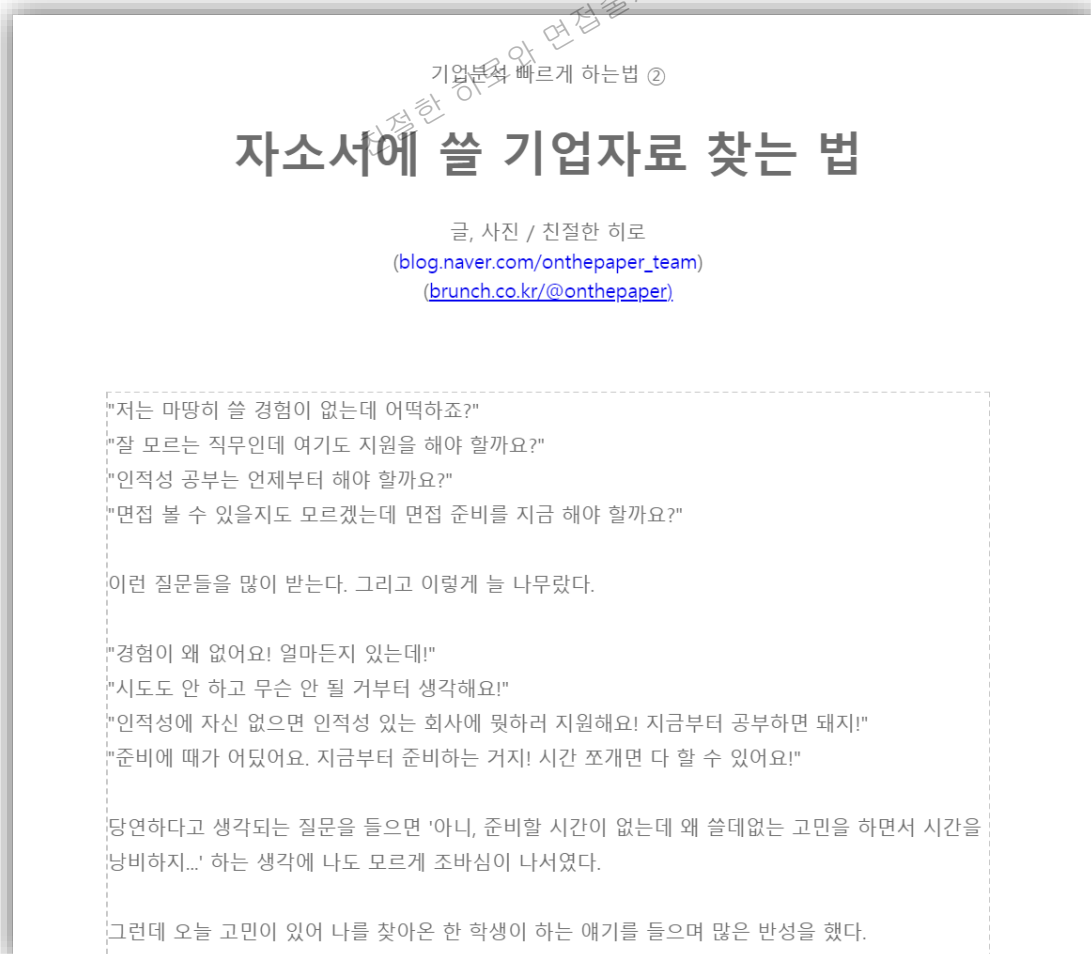 친절한 히로와 면접
기업분석 빠르게 하는법 ②
자소서에 쓸 기업자료 찾는 법
글, 사진 / 친절한 히로
(blog.naver.com/onthepaper_team)
(brunch.co.kr/@onthepaper)
"저는 마땅히 쓸 경험이 없는데 어떡하죠?"
"잘 모르는 직무인데 여기도 지원을 해야 할까요?"
"인적성 공부는 언제부터 해야 할까요?"
"면접 볼 수 있을지도 모르겠는데 면접 준비를 지금 해야 할까요?"
이런 질문들을 많이 받는다. 그리고 이렇게 늘 나무랐다.
"경험이 왜 없어요! 얼마든지 있는데!"
"시도도 안 하고 무슨 안 될 거부터 생각해요!"
"인적성에 자신 없으면 인적성 있는 회사에 뭣하러 지원해요! 지금부터 공부하면 돼지!"
"준비에 때가 어딨어요. 지금부터 준비하는 거지! 시간 쪼개면 다 할 수 있어요!"
당연하다고 생각되는 질문을 들으면 '아니, 준비할 시간이 없는데 왜 쓸데없는 고민을 하면서 시간을
낭비하지...' 하는 생각에 나도 모르게 조바심이 나서였다.
그런데 오늘 고민이 있어 나를 찾아온 한 학생이 하는 얘기를 들으며 많은 반성을 했다.